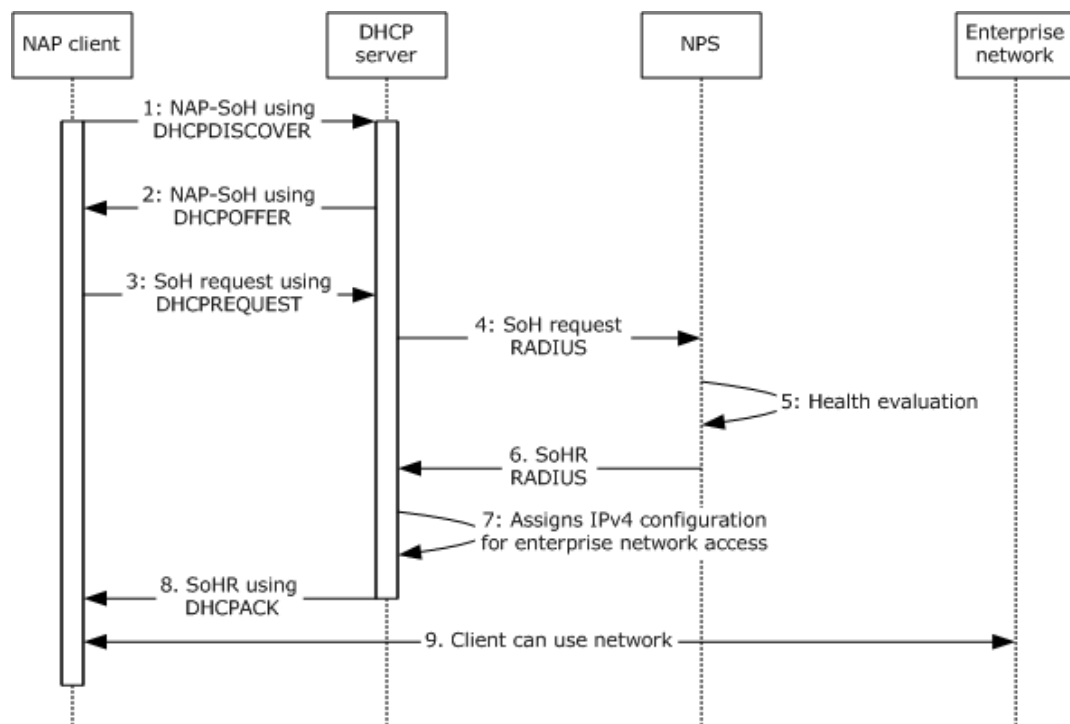 NAP client
DHCP
server
NPS
Enterprise
network
1: NAP-SoH using
DHCPDISCOVER
2: NAP-SoH using
DHCPOFFER
3: SoH request using
DHCPREQUEST
4: SoH request
RADIUS
5: Health evaluation
6. SoHR
RADIUS
7: Assigns IPv4 configuration
for enterprise network access
8. SoHR using
DHCPACK
9. Client can use network